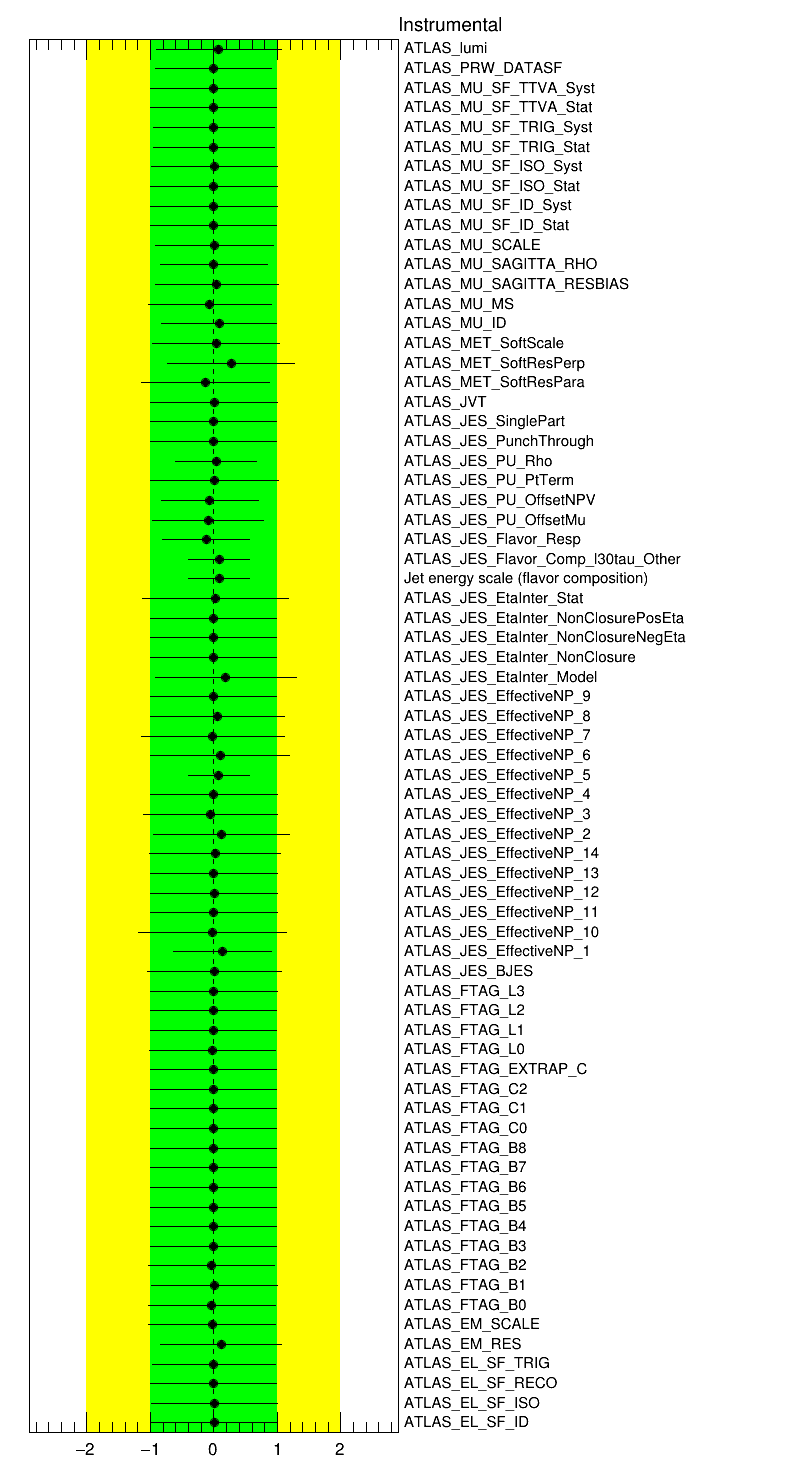 Instrumental
ATLAS_lumi
ATLAS_PRW_DATASF
ATLAS_MU_SF_TTVA_Syst
ATLAS_MU_SF_TTVA_Stat
ATLAS_MU_SF_TRIG_Syst
ATLAS_MU_SF_TRIG_Stat
ATLAS_MU_SF_ISO_Syst
ATLAS_MU_SF_ISO_Stat
ATLAS_MU_SF_ID_Syst
ATLAS_MU_SF_ID_Stat
ATLAS_MU_SCALE
ATLAS_MU_SAGITTA_RHO
ATLAS_MU_SAGITTA_RESBIAS
ATLAS_MU_MS
ATLAS_MU_ID
ATLAS_MET_SoftScale
ATLAS_MET_SoftResPerp
ATLAS_MET_SoftResPara
ATLAS_JVT
ATLAS_JES_SinglePart
ATLAS_JES_PunchThrough
ATLAS_JES_PU_Rho
ATLAS_JES_PU_PtTerm
ATLAS_JES_PU_OffsetNPV
ATLAS_JES_PU_OffsetMu
ATLAS_JES_Flavor_Resp
ATLAS_JES_Flavor_Comp_l30tau_Other
Jet energy scale (flavor composition)
ATLAS_JES_EtaInter_Stat
ATLAS_JES_EtaInter_NonClosurePosEta
ATLAS_JES_EtaInter_NonClosureNegEta
ATLAS_JES_EtaInter_NonClosure
ATLAS_JES_EtaInter_Model
ATLAS_JES_EffectiveNP_9
ATLAS_JES_EffectiveNP_8
ATLAS_JES_EffectiveNP_7
ATLAS_JES_EffectiveNP_6
ATLAS_JES_EffectiveNP_5
ATLAS_JES_EffectiveNP_4
ATLAS_JES_EffectiveNP_3
ATLAS_JES_EffectiveNP_2
ATLAS_JES_EffectiveNP_14
ATLAS_JES_EffectiveNP_13
ATLAS_JES_EffectiveNP_12
ATLAS_JES_EffectiveNP_11
ATLAS_JES_EffectiveNP_10
ATLAS_JES_EffectiveNP_1
ATLAS_JES_BJES
ATLAS_FTAG_L3
ATLAS_FTAG_L2
ATLAS_FTAG_L1
ATLAS_FTAG_L0
ATLAS_FTAG_EXTRAP_C
ATLAS_FTAG_C2
ATLAS_FTAG_C1
ATLAS_FTAG_C0
ATLAS_FTAG_B8
ATLAS_FTAG_B7
ATLAS_FTAG_B6
ATLAS_FTAG_B5
ATLAS_FTAG_B4
ATLAS_FTAG_B3
ATLAS_FTAG_B2
ATLAS_FTAG_B1
ATLAS_FTAG_B0
ATLAS_EM_SCALE
ATLAS_EM_RES
ATLAS_EL_SF_TRIG
ATLAS_EL_SF_RECO
ATLAS_EL_SF_ISO
ATLAS_EL_SF_ID
−2 −1 0 1 2